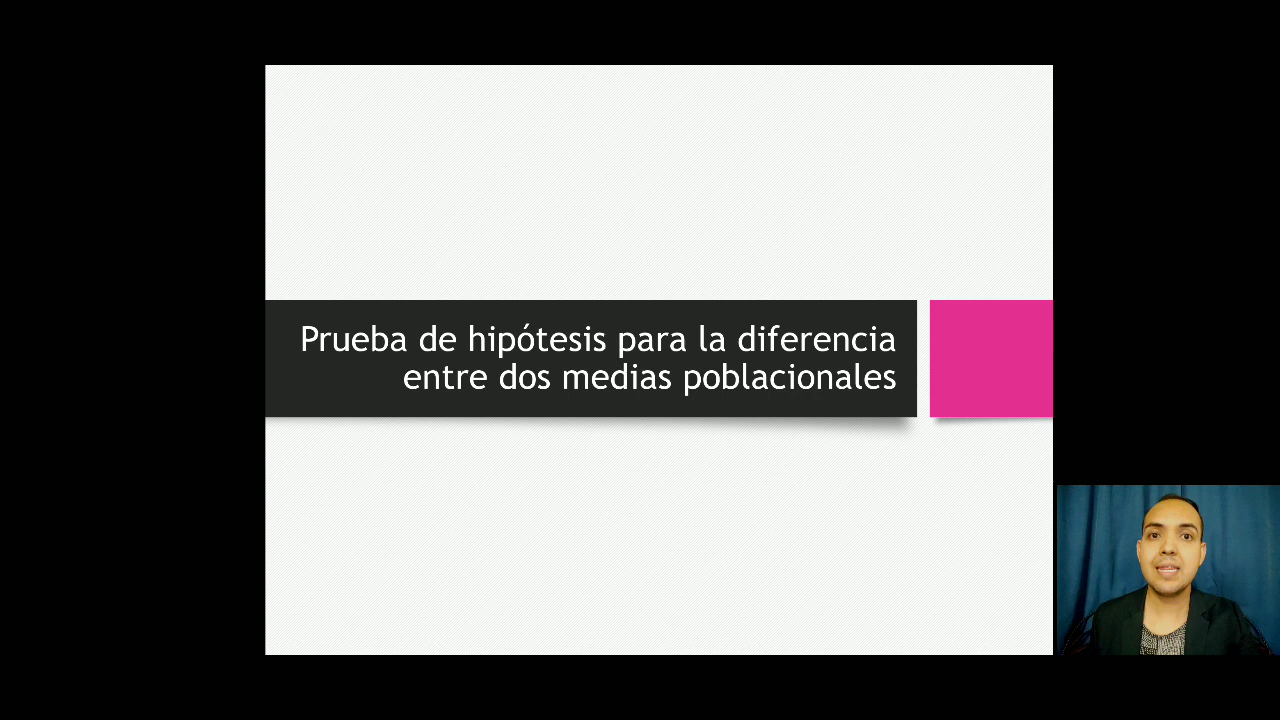 Prueba de hipótesis para la diferencia
entre dos medias poblacionales